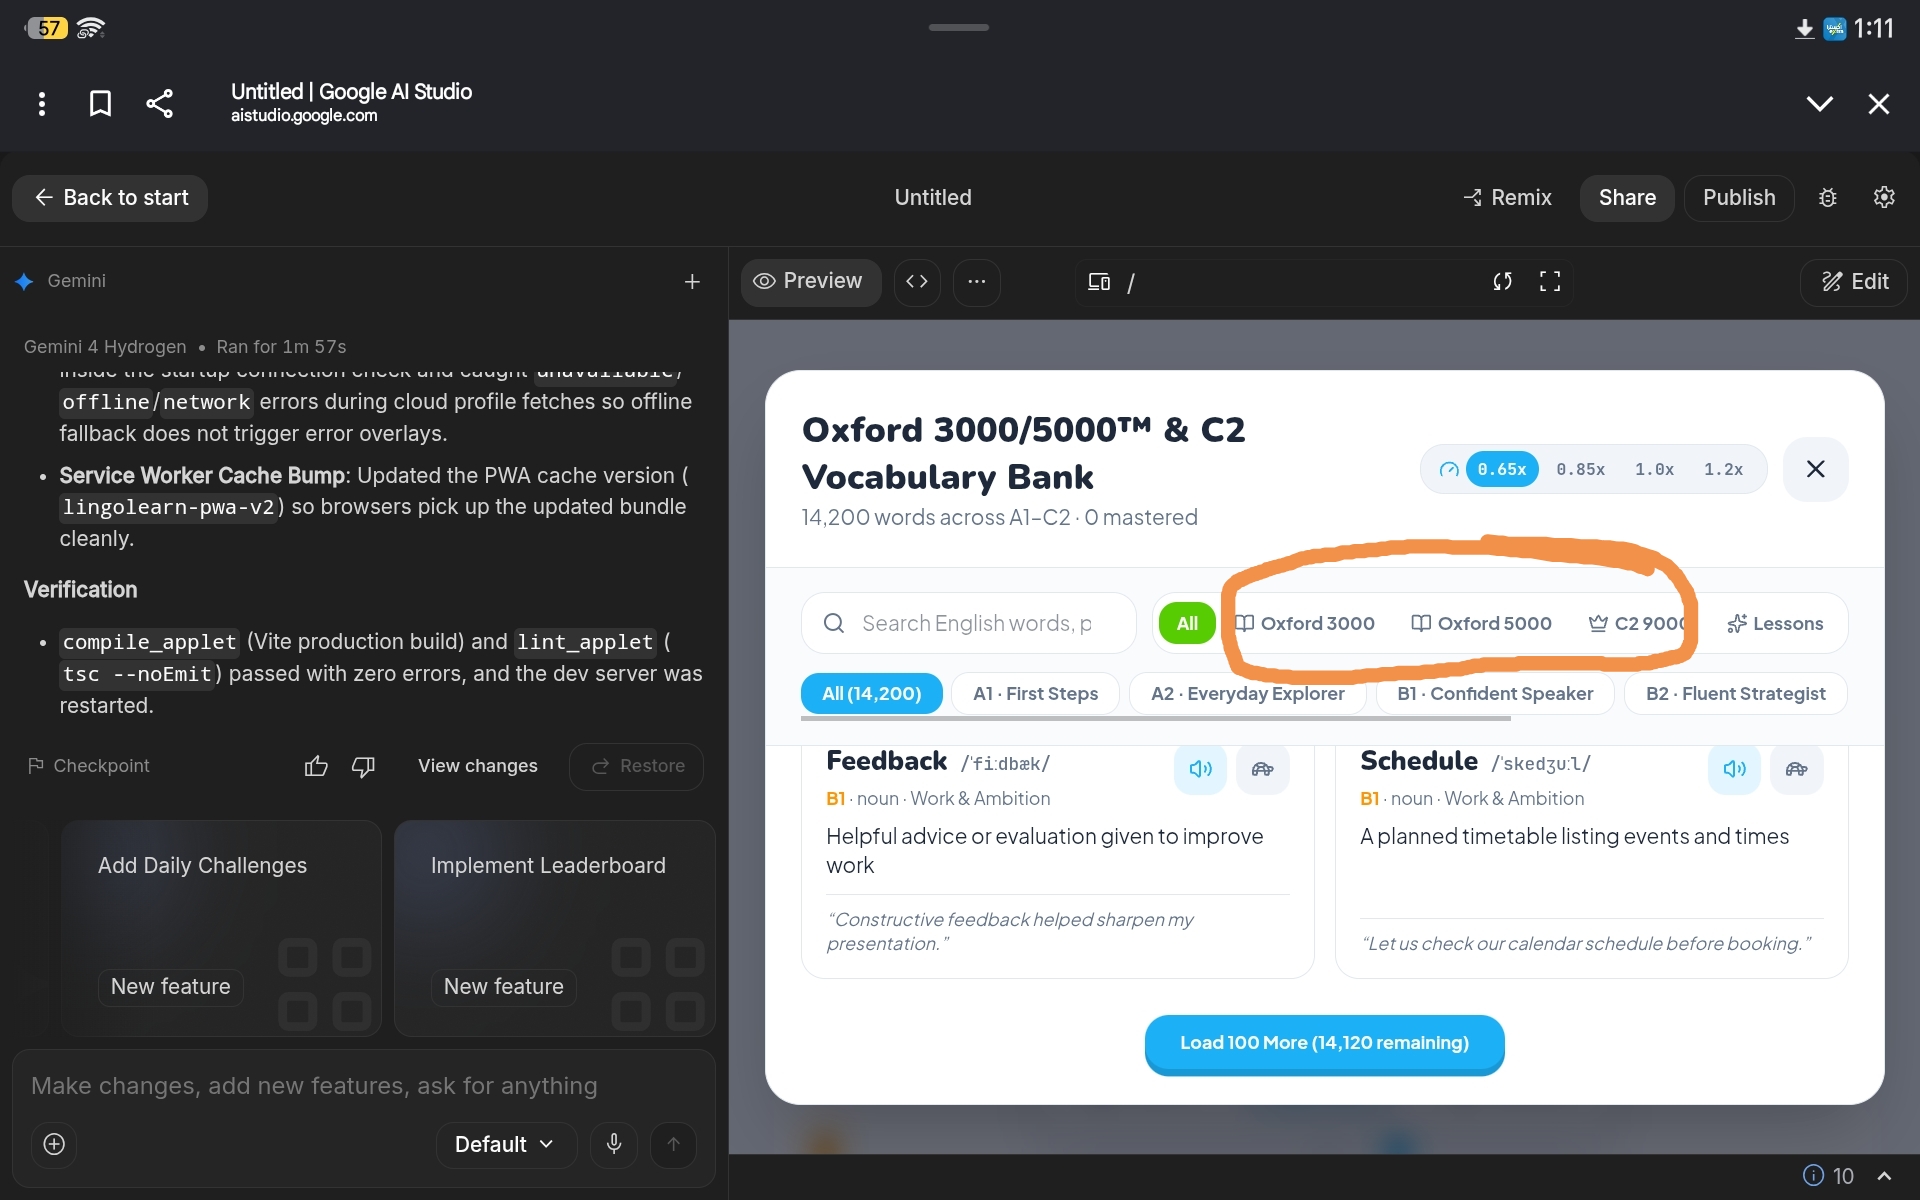 57
1:11
Untitled | Google AI Studio
aistudio.google.com
Back to start
Untitled
Remix
Share
Publish
Gemini
Preview
/
Edit
Gemini 4 Hydrogen • Ran for 1m 57s
inside the startup connection check and caught unavailable/
offline/network errors during cloud profile fetches so offline
fallback does not trigger error overlays.
• Service Worker Cache Bump: Updated the PWA cache version (
lingolearn-pwa-v2) so browsers pick up the updated bundle
cleanly.
Verification
• compile_applet (Vite production build) and lint_applet (
tsc --noEmit) passed with zero errors, and the dev server was
restarted.
Checkpoint
View changes
Restore
Add Daily Challenges
New feature
Implement Leaderboard
New feature
Make changes, add new features, ask for anything
Default
Oxford 3000/5000™ & C2
Vocabulary Bank
14,200 words across A1–C2 · 0 mastered
0.65x 0.85x 1.0x 1.2x
Search English words, p
All
Oxford 3000
Oxford 5000
C2 9000
Lessons
All (14,200)
A1 · First Steps
A2 · Everyday Explorer
B1 · Confident Speaker
B2 · Fluent Strategist
Feedback /ˈfiːdbæk/
B1 · noun · Work & Ambition
Helpful advice or evaluation given to improve
work
“Constructive feedback helped sharpen my
presentation.”
Schedule /ˈskedʒuːl/
B1 · noun · Work & Ambition
A planned timetable listing events and times
“Let us check our calendar schedule before booking.”
Load 100 More (14,120 remaining)
10